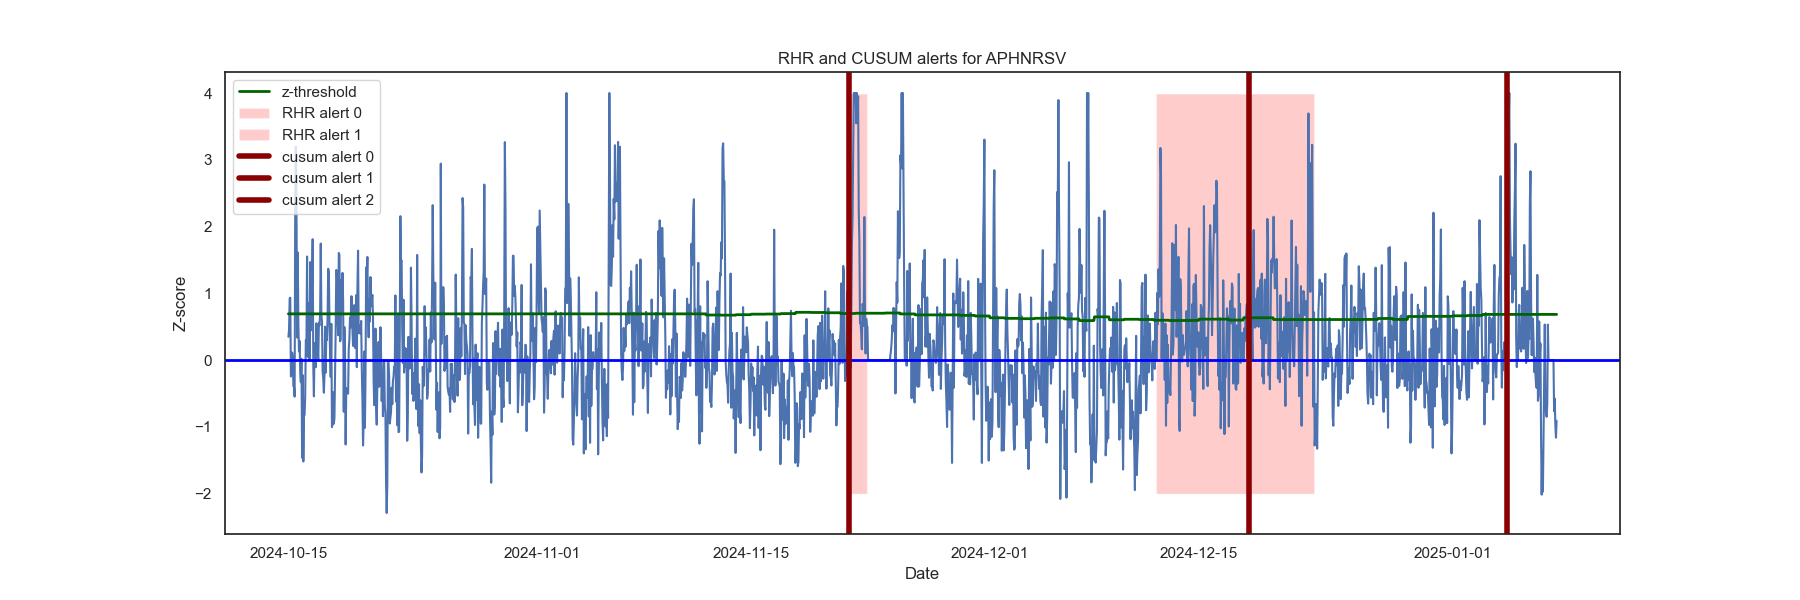 RHR and CUSUM alerts for APHNRSV
z-threshold
RHR alert 0
RHR alert 1
cusum alert 0
cusum alert 1
cusum alert 2
Z-score
4
3
2
1
0
−1
−2
2024-10-15
2024-11-01
2024-11-15
2024-12-01
2024-12-15
2025-01-01
Date